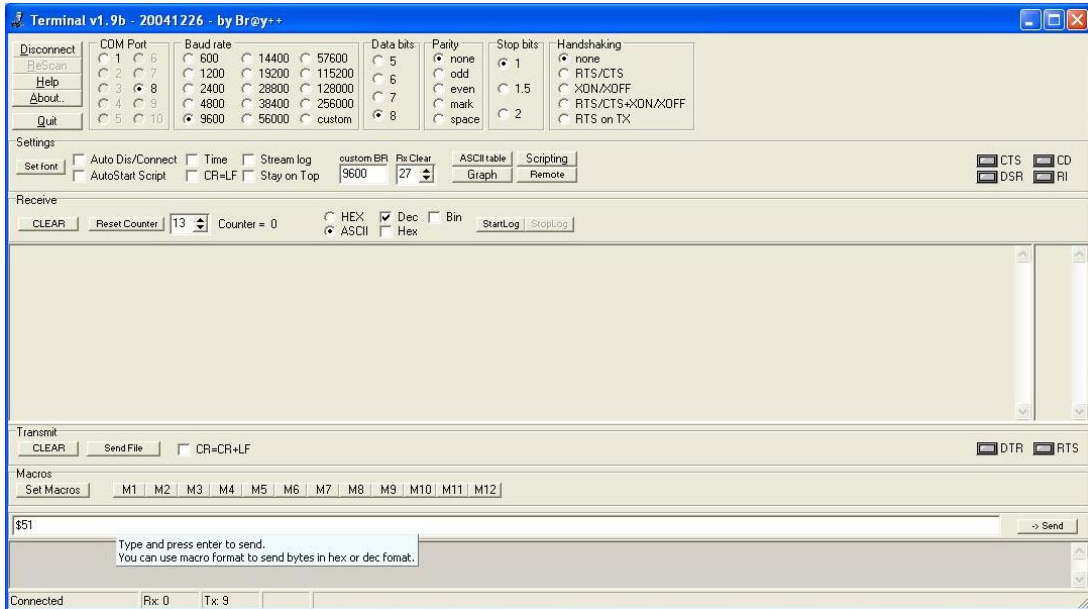 Terminal v1.9b - 20041226 - by Br@y++
Disconnect
ReScan
Help
About..
Quit
COM Port
1 6
2 7
3 8
4 9
5 10
Baud rate
600 14400 57600
1200 19200 115200
2400 28800 128000
4800 38400 256000
9600 56000 custom
Data bits
5
6
7
8
Parity
none
odd
even
mark
space
Stop bits
1
1.5
2
Handshaking
none
RTS/CTS
XON/XOFF
RTS/CTS+XON/XOFF
RTS on TX
Settings
Set font
Auto Dis/Connect Time Stream log
AutoStart Script CR=LF Stay on Top
custom BR Rx Clear
9600 27
ASCII table Scripting
Graph Remote
CTS CD
DSR RI
Receive
CLEAR Reset Counter 13 Counter = 0
HEX Dec Bin
ASCII Hex
StartLog StopLog
Transmit
CLEAR Send File CR=CR+LF
DTR RTS
Macros
Set Macros M1 M2 M3 M4 M5 M6 M7 M8 M9 M10 M11 M12
$51
-> Send
Type and press enter to send.
You can use macro format to send bytes in hex or dec fomat.
Connected Rx: 0 Tx: 9